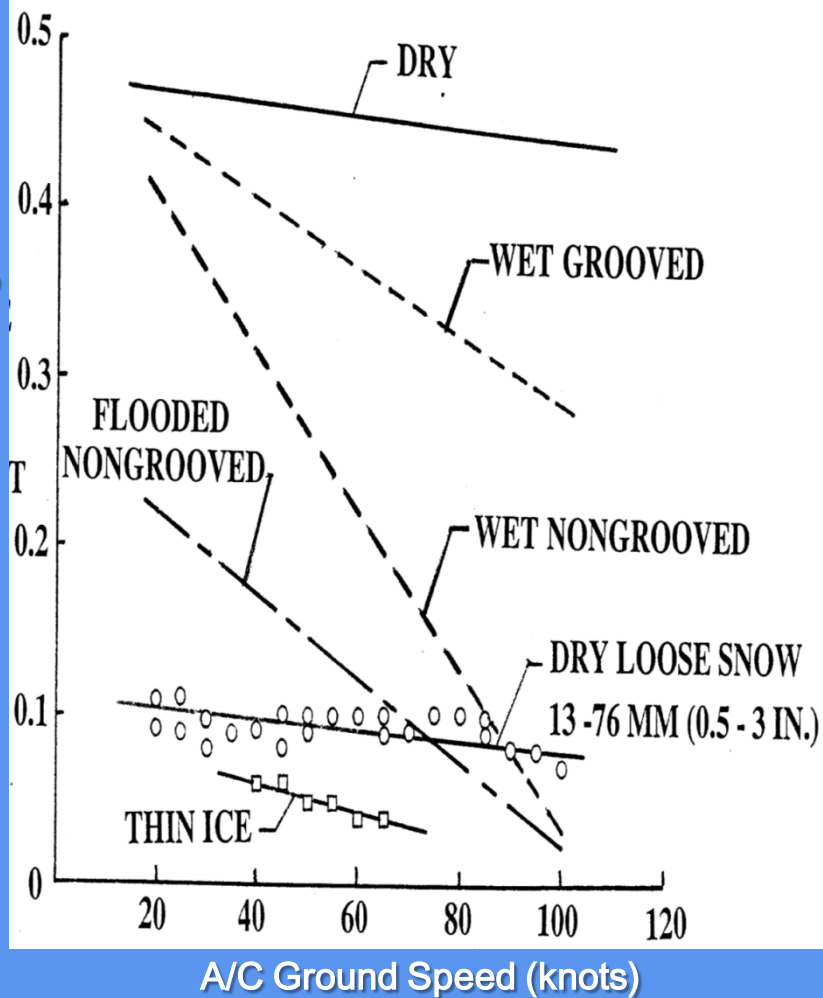 0.5
DRY
0.4
WET GROOVED
0.3
FLOODED
NONGROOVED
T
0.2
WET NONGROOVED
DRY LOOSE SNOW
0.1
13 -76 MM (0.5 - 3 IN.)
THIN ICE
0
20 40 60 80 100 120
A/C Ground Speed (knots)